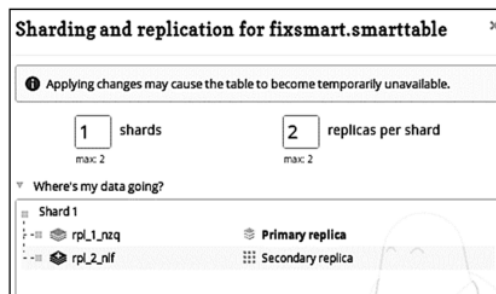 Sharding and replication for fixsmart.smarttable
Applying changes may cause the table to become temporarily unavailable.
1 shards 2 replicas per shard
max: 2 max: 2
Where's my data going?
Shard 1
rpl_1_nzq Primary replica
rpl_2_nlf Secondary replica